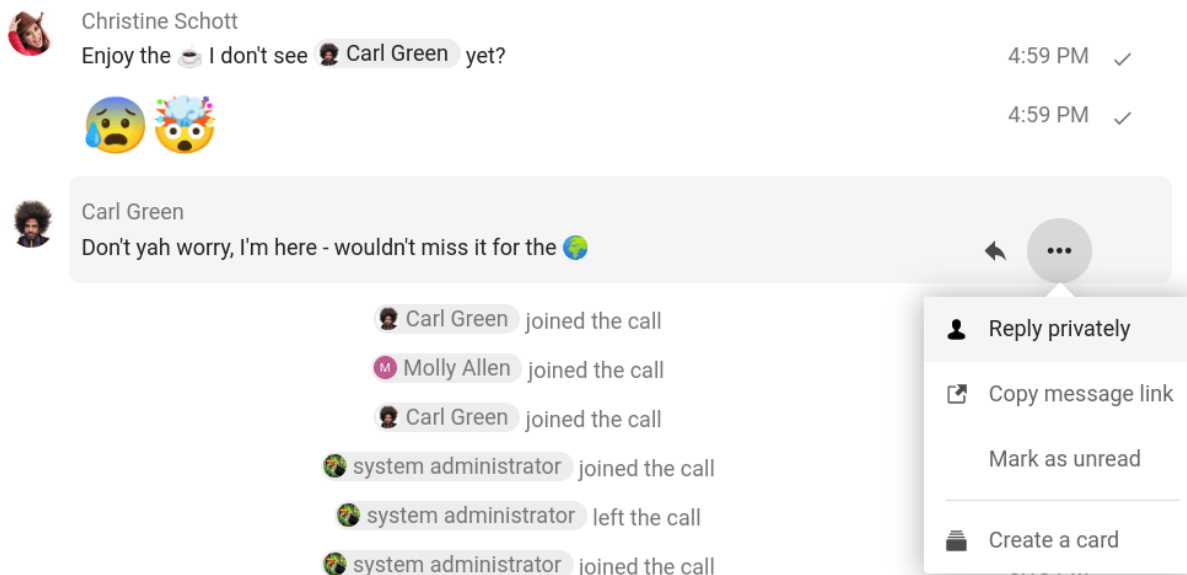 Christine Schott
Enjoy the ☕ I don't see Carl Green yet?
4:59 PM
4:59 PM
Carl Green
Don't yah worry, I'm here - wouldn't miss it for the 🌍
Carl Green joined the call
M Molly Allen joined the call
Carl Green joined the call
system administrator joined the call
system administrator left the call
system administrator joined the call
Reply privately
Copy message link
Mark as unread
Create a card